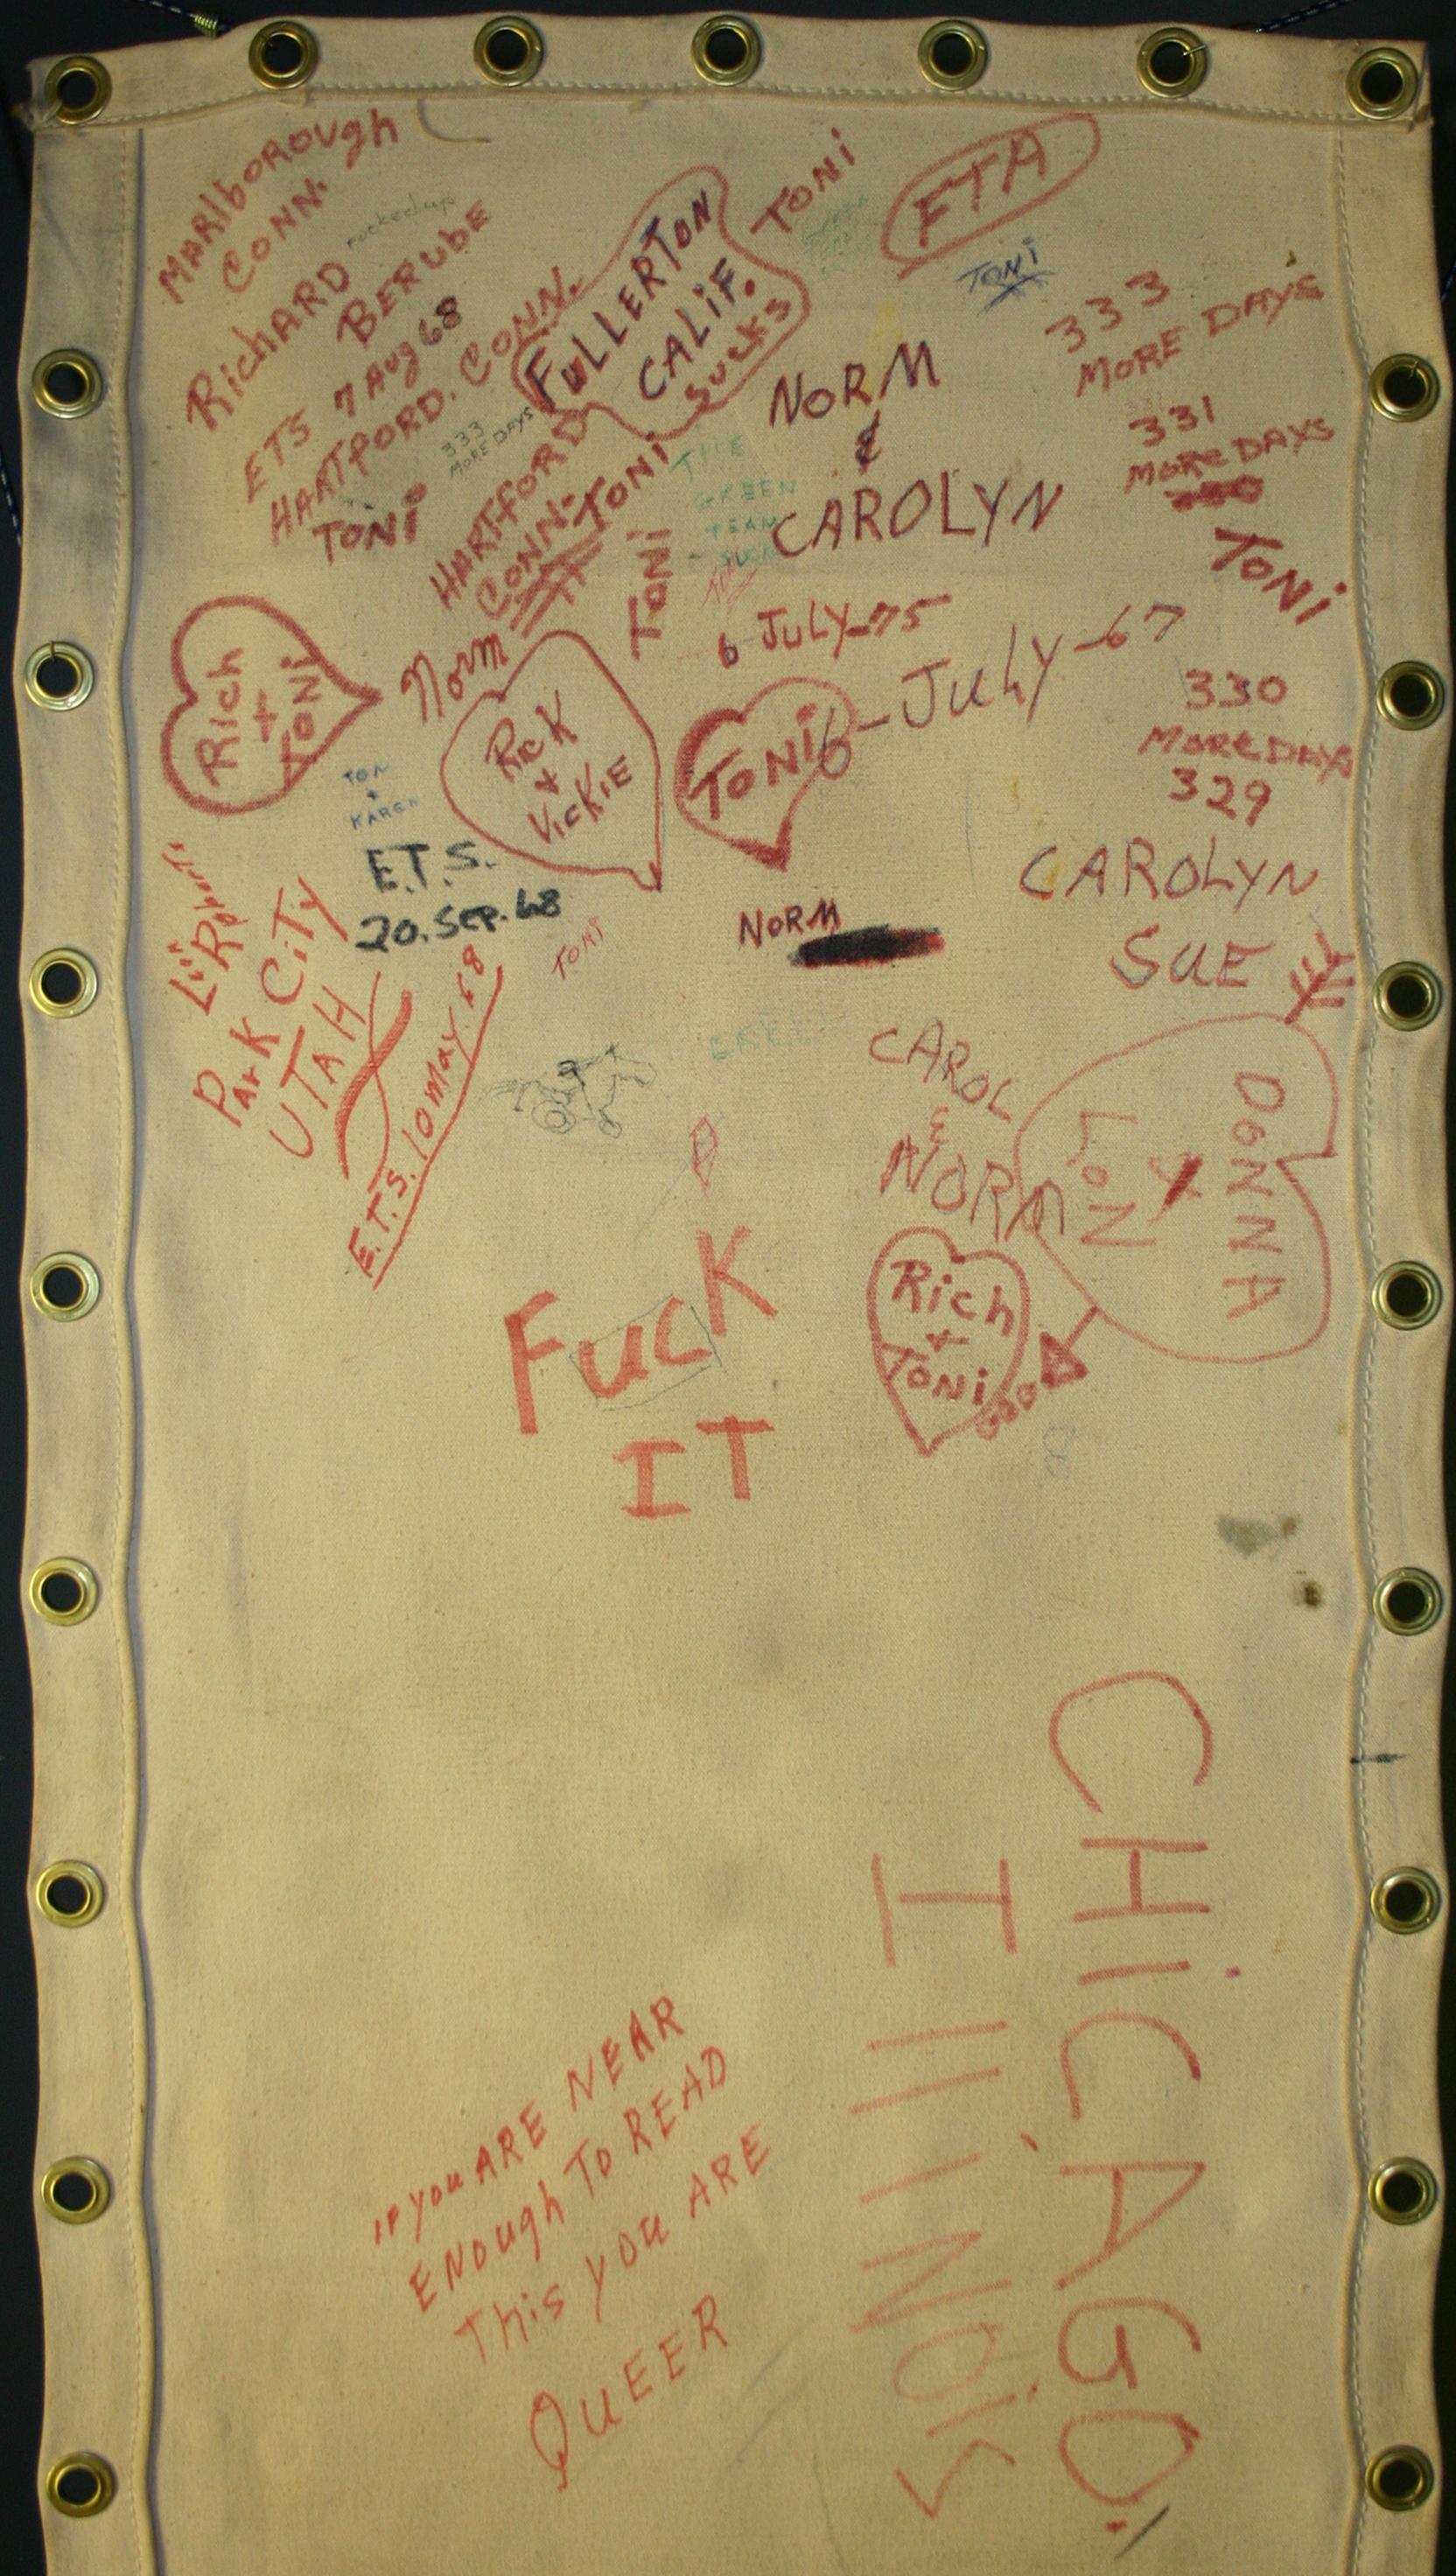 MARlbOROUgh
CONN.
RichARD
fucked up
BERUbE
ETS 7 Aug 68
HARTfORD. CONN.
333
MORE DAYS
TONi
HARTfORD
CONN.
FULLERTON
CALiF.
SUCKS
TONi
FTA
TONi
TONi
TONi
THE
GREEN
TEAM
SUCKS
NORM
&
CAROLYN
333
MORE DAYS
331
MORE DAYS
TONi
330
MORE DAYS
329
6 JULY-75
6-JULY-67
Rich
+
TONi
Norm
RicK
+
VicKiE
TONi
TOM
+
KAREN
E.T.S.
20. SEP. 68
TONi
NORM
CAROLYN
SUE
Lin
Roberts
PArK CiTy
UTAH
E.T.S. 10 may. 68
CAROL
&
NORM
DONNA
X
LON
Rich
+
TONi
FucK
IT
CHiCAGO
IllINOiS
iF you ARE NEAR
ENOugh TO READ
This you ARE
QUEER